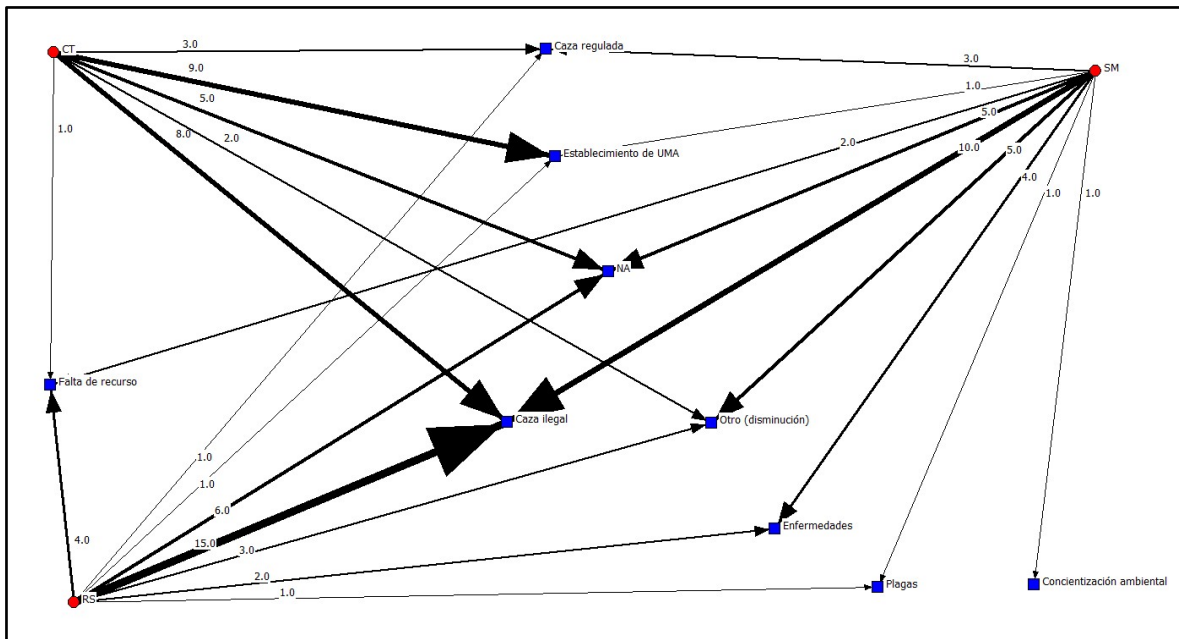 CT
3.0
Caza regulada
3.0
SM
9.0
1.0
5.0
5.0
1.0
8.0
2.0
2.0
10.0
5.0
Establecimiento de UMA
4.0
1.0
1.0
NA
Falta de recurso
Caza ilegal
Otro (disminución)
1.0
1.0
6.0
Enfermedades
4.0
15.0
3.0
2.0
Plagas
Concientización ambiental
1.0
RS